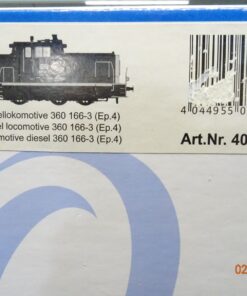 ellokomotive 360 166-3 (Ep.4)
el locomotive 360 166-3 (Ep.4)
motive diesel 360 166-3 (Ep.4)
4 044955 0
Art.Nr. 40
02